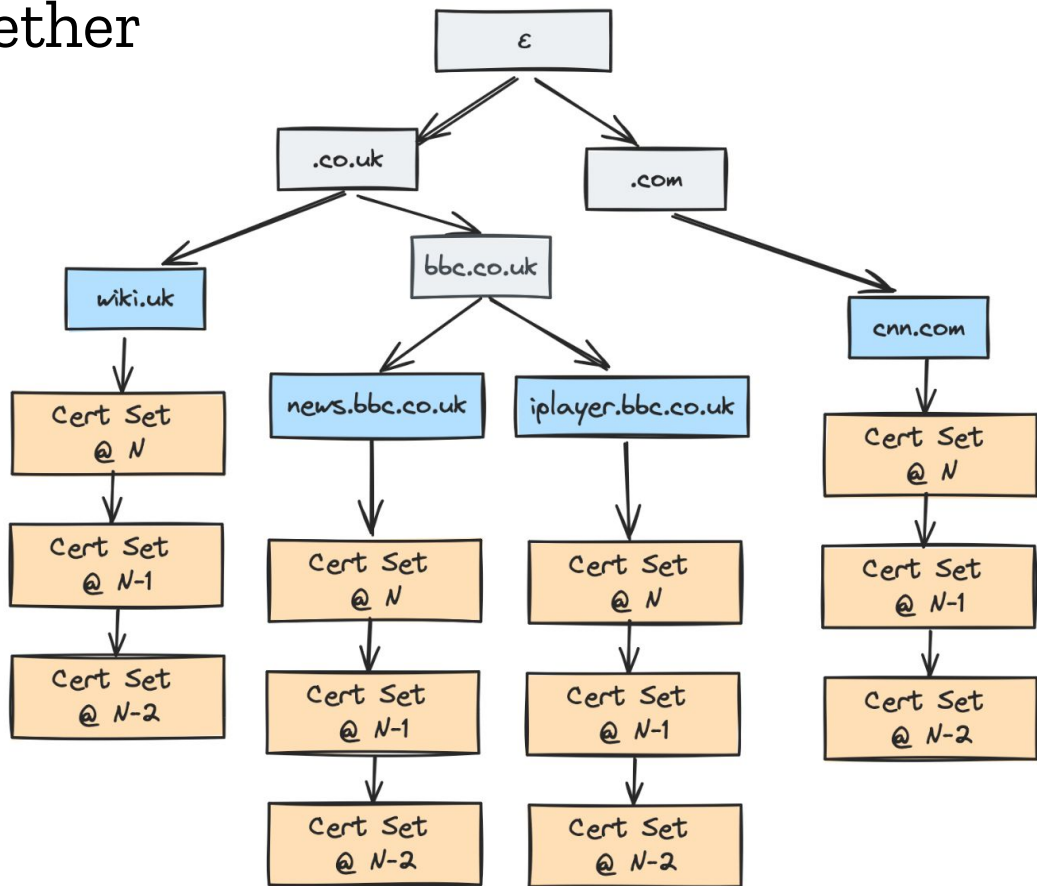 ether
ε
.co.uk
.com
bbc.co.uk
wiki.uk
cnn.com
news.bbc.co.uk
iplayer.bbc.co.uk
Cert Set
@ N
Cert Set
@ N-1
Cert Set
@ N-2
Cert Set
@ N
Cert Set
@ N-1
Cert Set
@ N-2
Cert Set
@ N
Cert Set
@ N-1
Cert Set
@ N-2
Cert Set
@ N
Cert Set
@ N-1
Cert Set
@ N-2